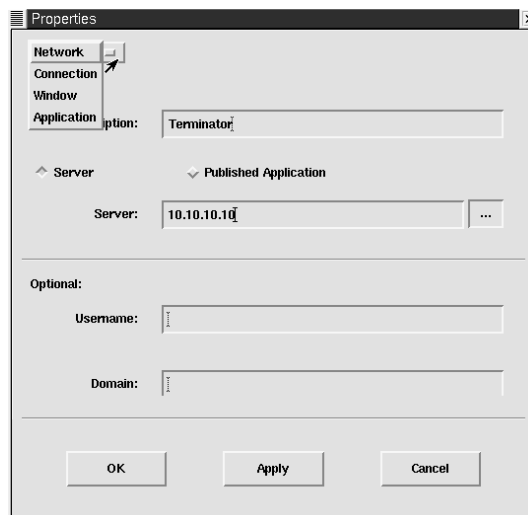 Properties
Network
Connection
Window
Application
iption: Terminator
Server Published Application
Server: 10.10.10.10 ...
Optional:
Username:
Domain:
OK Apply Cancel